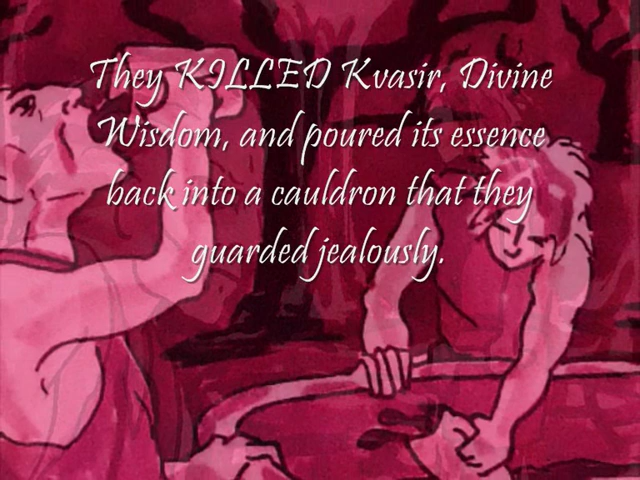 They KILLED Kvasir, Divine
Wisdom, and poured its essence
back into a cauldron that they
guarded jealously.